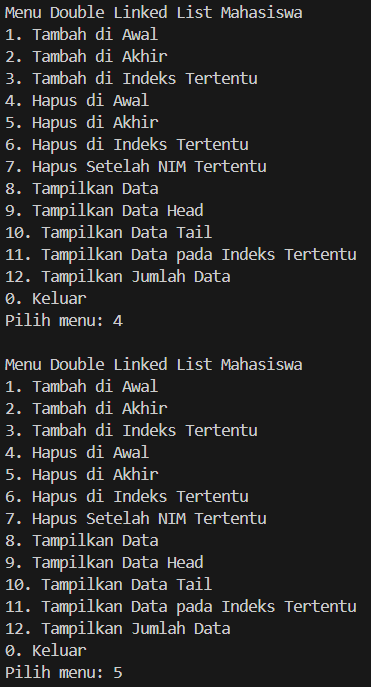 Menu Double Linked List Mahasiswa
1. Tambah di Awal
2. Tambah di Akhir
3. Tambah di Indeks Tertentu
4. Hapus di Awal
5. Hapus di Akhir
6. Hapus di Indeks Tertentu
7. Hapus Setelah NIM Tertentu
8. Tampilkan Data
9. Tampilkan Data Head
10. Tampilkan Data Tail
11. Tampilkan Data pada Indeks Tertentu
12. Tampilkan Jumlah Data
0. Keluar
Pilih menu: 4

Menu Double Linked List Mahasiswa
1. Tambah di Awal
2. Tambah di Akhir
3. Tambah di Indeks Tertentu
4. Hapus di Awal
5. Hapus di Akhir
6. Hapus di Indeks Tertentu
7. Hapus Setelah NIM Tertentu
8. Tampilkan Data
9. Tampilkan Data Head
10. Tampilkan Data Tail
11. Tampilkan Data pada Indeks Tertentu
12. Tampilkan Jumlah Data
0. Keluar
Pilih menu: 5